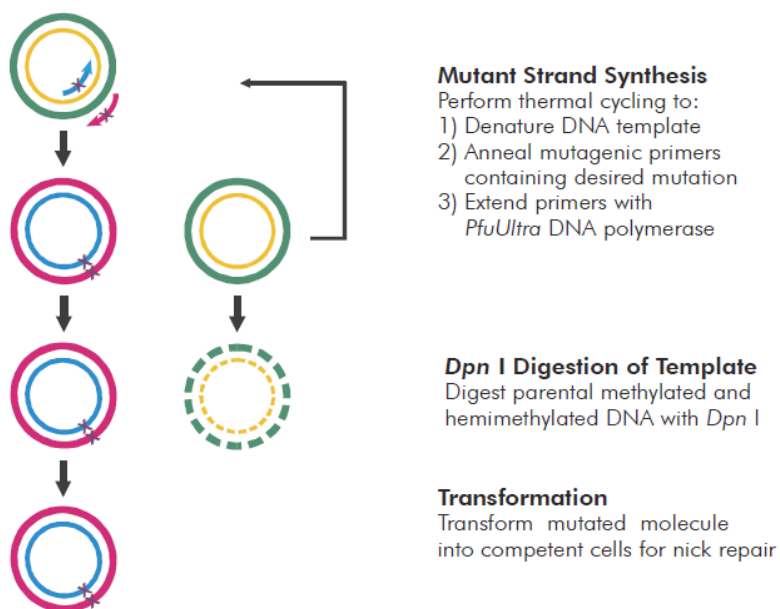 Mutant Strand Synthesis
Perform thermal cycling to:
1) Denature DNA template
2) Anneal mutagenic primers
containing desired mutation
3) Extend primers with
PfuUltra DNA polymerase
Dpn I Digestion of Template
Digest parental methylated and
hemimethylated DNA with Dpn I
Transformation
Transform mutated molecule
into competent cells for nick repair